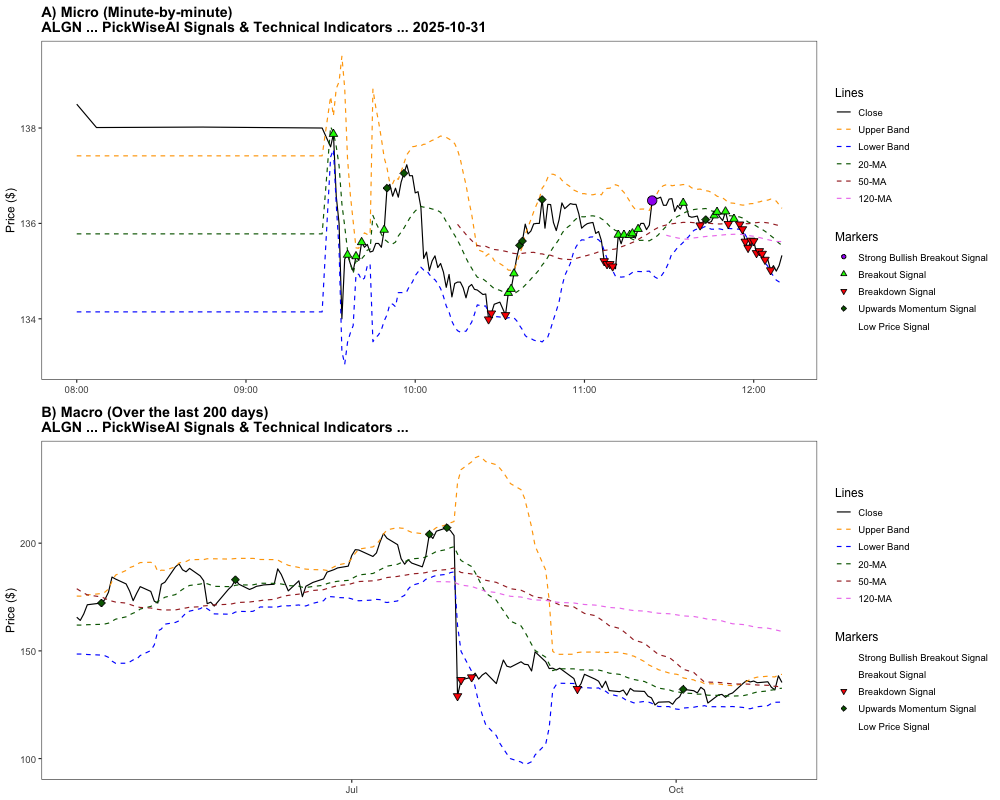 A) Micro (Minute-by-minute)
ALGN ... PickWiseAI Signals & Technical Indicators ... 2025-10-31
Price ($)
138
136
134
08:00
09:00
10:00
11:00
12:00
Lines
Close
Upper Band
Lower Band
20-MA
50-MA
120-MA
Markers
Strong Bullish Breakout Signal
Breakout Signal
Breakdown Signal
Upwards Momentum Signal
Low Price Signal
B) Macro (Over the last 200 days)
ALGN ... PickWiseAI Signals & Technical Indicators ...
Price ($)
200
150
100
Jul
Oct
Lines
Close
Upper Band
Lower Band
20-MA
50-MA
120-MA
Markers
Strong Bullish Breakout Signal
Breakout Signal
Breakdown Signal
Upwards Momentum Signal
Low Price Signal